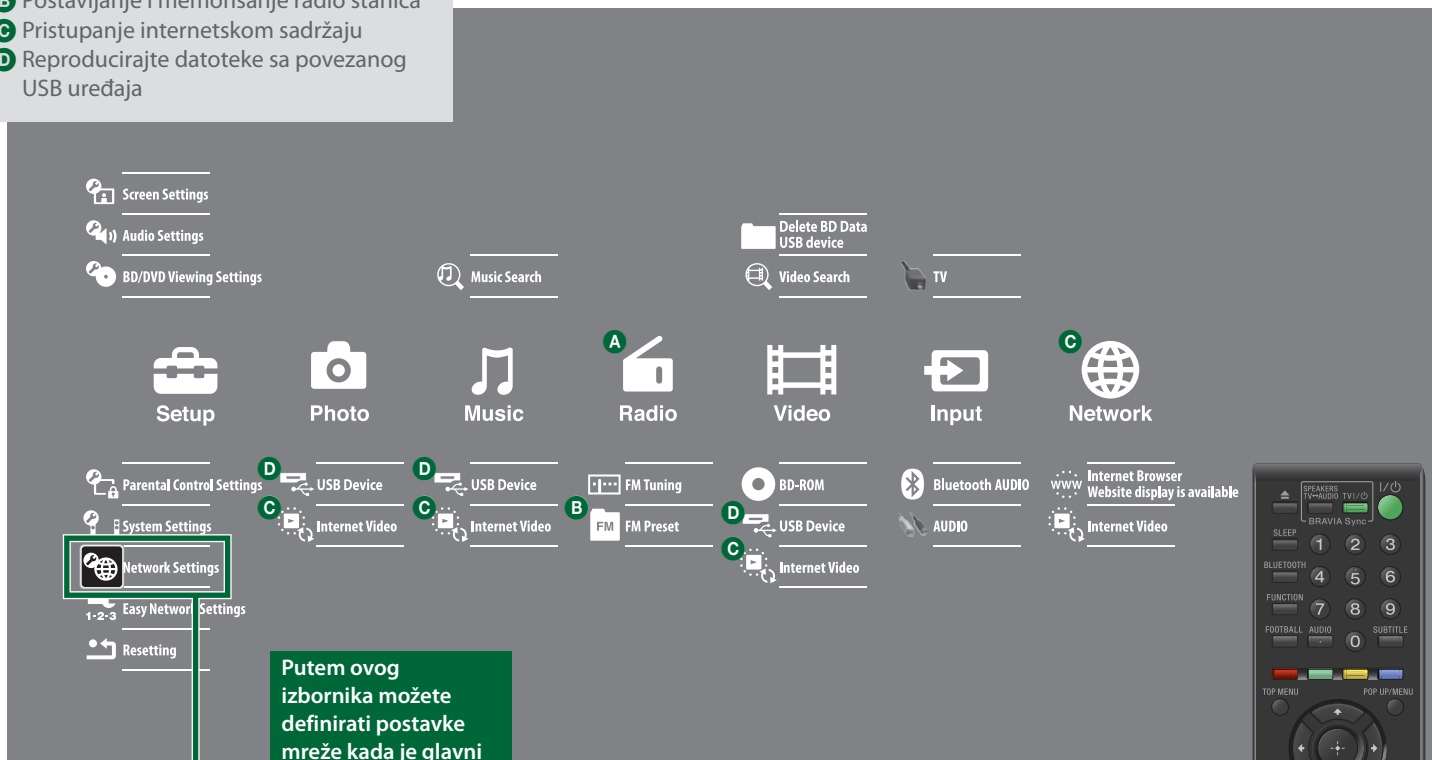 B Postavljanje i memorisanje radio stanica
C Pristupanje internetskom sadržaju
D Reproducirajte datoteke sa povezanog
USB uređaja
Screen Settings
Audio Settings
BD/DVD Viewing Settings
Music Search
Delete BD Data
USB device
Video Search
TV
A
C
Setup
Photo
Music
Radio
Video
Input
Network
Parental Control Settings
System Settings
Network Settings
1-2-3 Easy Network Settings
Resetting
D USB Device
C Internet Video
D USB Device
C Internet Video
FM Tuning
B FM FM Preset
BD-ROM
D USB Device
C Internet Video
Bluetooth AUDIO
AUDIO
www Internet Browser
Website display is available
Internet Video
Putem ovog
izbornika možete
definirati postavke
mreže kada je glavni
SPEAKERS
TV↔AUDIO TV I/⏻ I/⏻
BRAVIA Sync
SLEEP
1 2 3
BLUETOOTH
4 5 6
FUNCTION
7 8 9
FOOTBALL AUDIO 0 SUBTITLE
TOP MENU POP UP/MENU